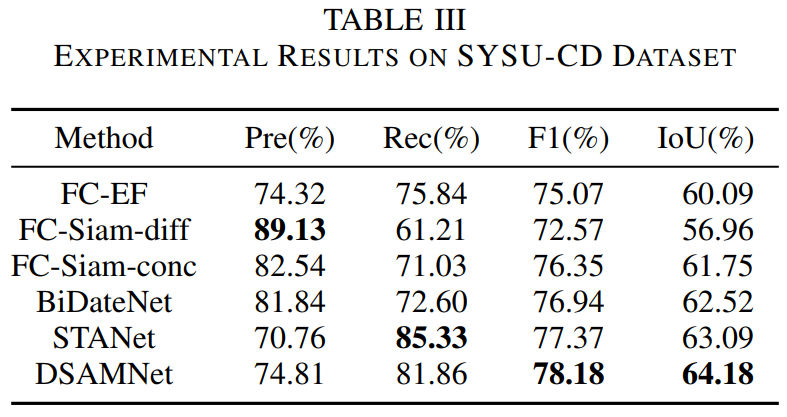 TABLE III
EXPERIMENTAL RESULTS ON SYSU-CD DATASET
Method Pre(%) Rec(%) F1(%) IoU(%)
FC-EF 74.32 75.84 75.07 60.09
FC-Siam-diff 89.13 61.21 72.57 56.96
FC-Siam-conc 82.54 71.03 76.35 61.75
BiDateNet 81.84 72.60 76.94 62.52
STANet 70.76 85.33 77.37 63.09
DSAMNet 74.81 81.86 78.18 64.18